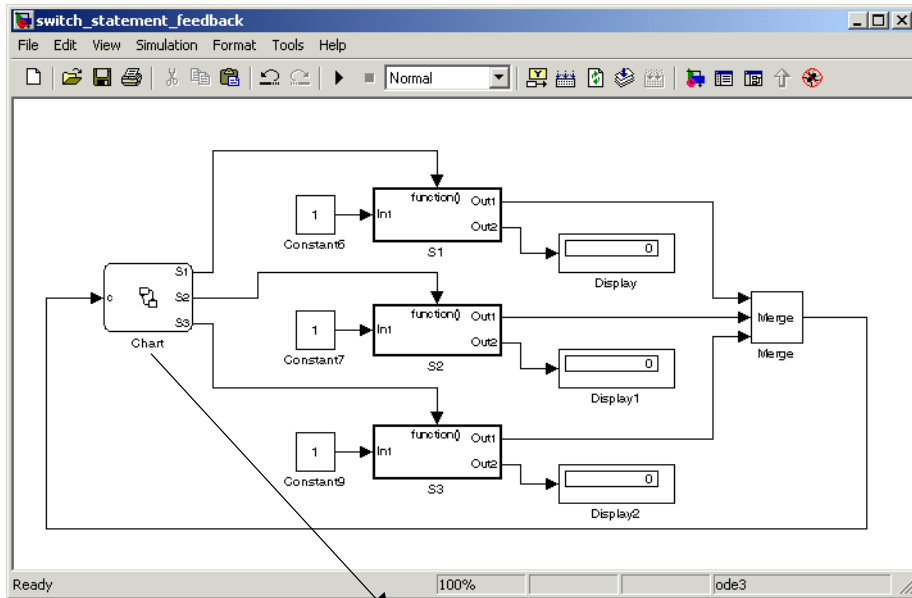 switch_statement_feedback
File Edit View Simulation Format Tools Help
Normal
function()
In1
Out1
Out2
1
Constant6
S1
0
Display
c
S1
S2
S3
Chart
function()
In1
Out1
Out2
1
Constant7
S2
0
Display1
Merge
Merge
function()
In1
Out1
Out2
1
Constant9
S3
0
Display2
Ready 100% ode3